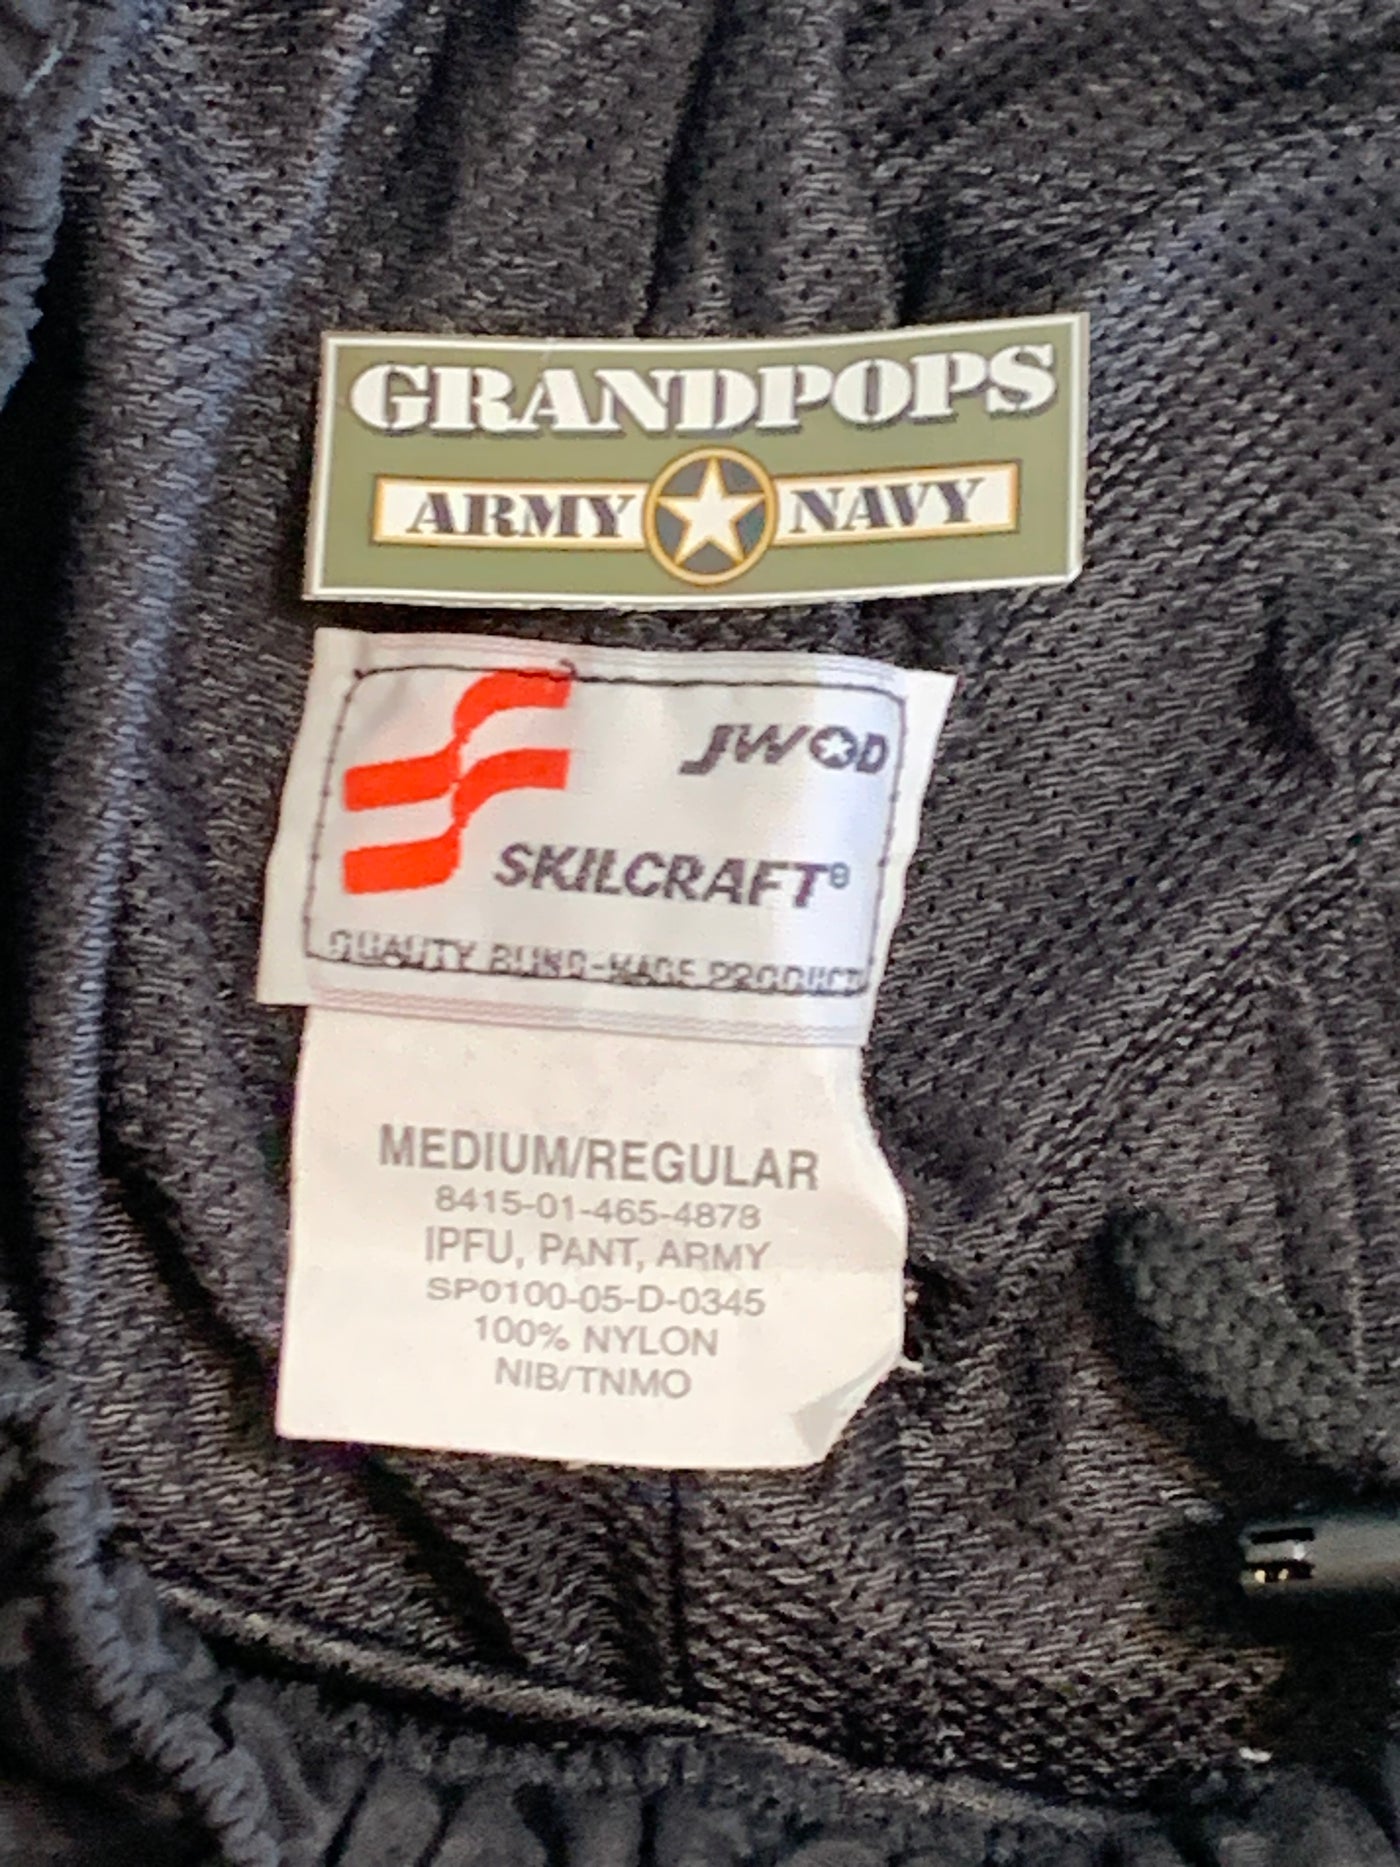 GRANDPOPS
ARMY NAVY
JWOD
SKILCRAFT®
QUALITY BLIND-MADE PRODUCT
MEDIUM/REGULAR
8415-01-465-4878
IPFU, PANT, ARMY
SP0100-05-D-0345
100% NYLON
NIB/TNMO